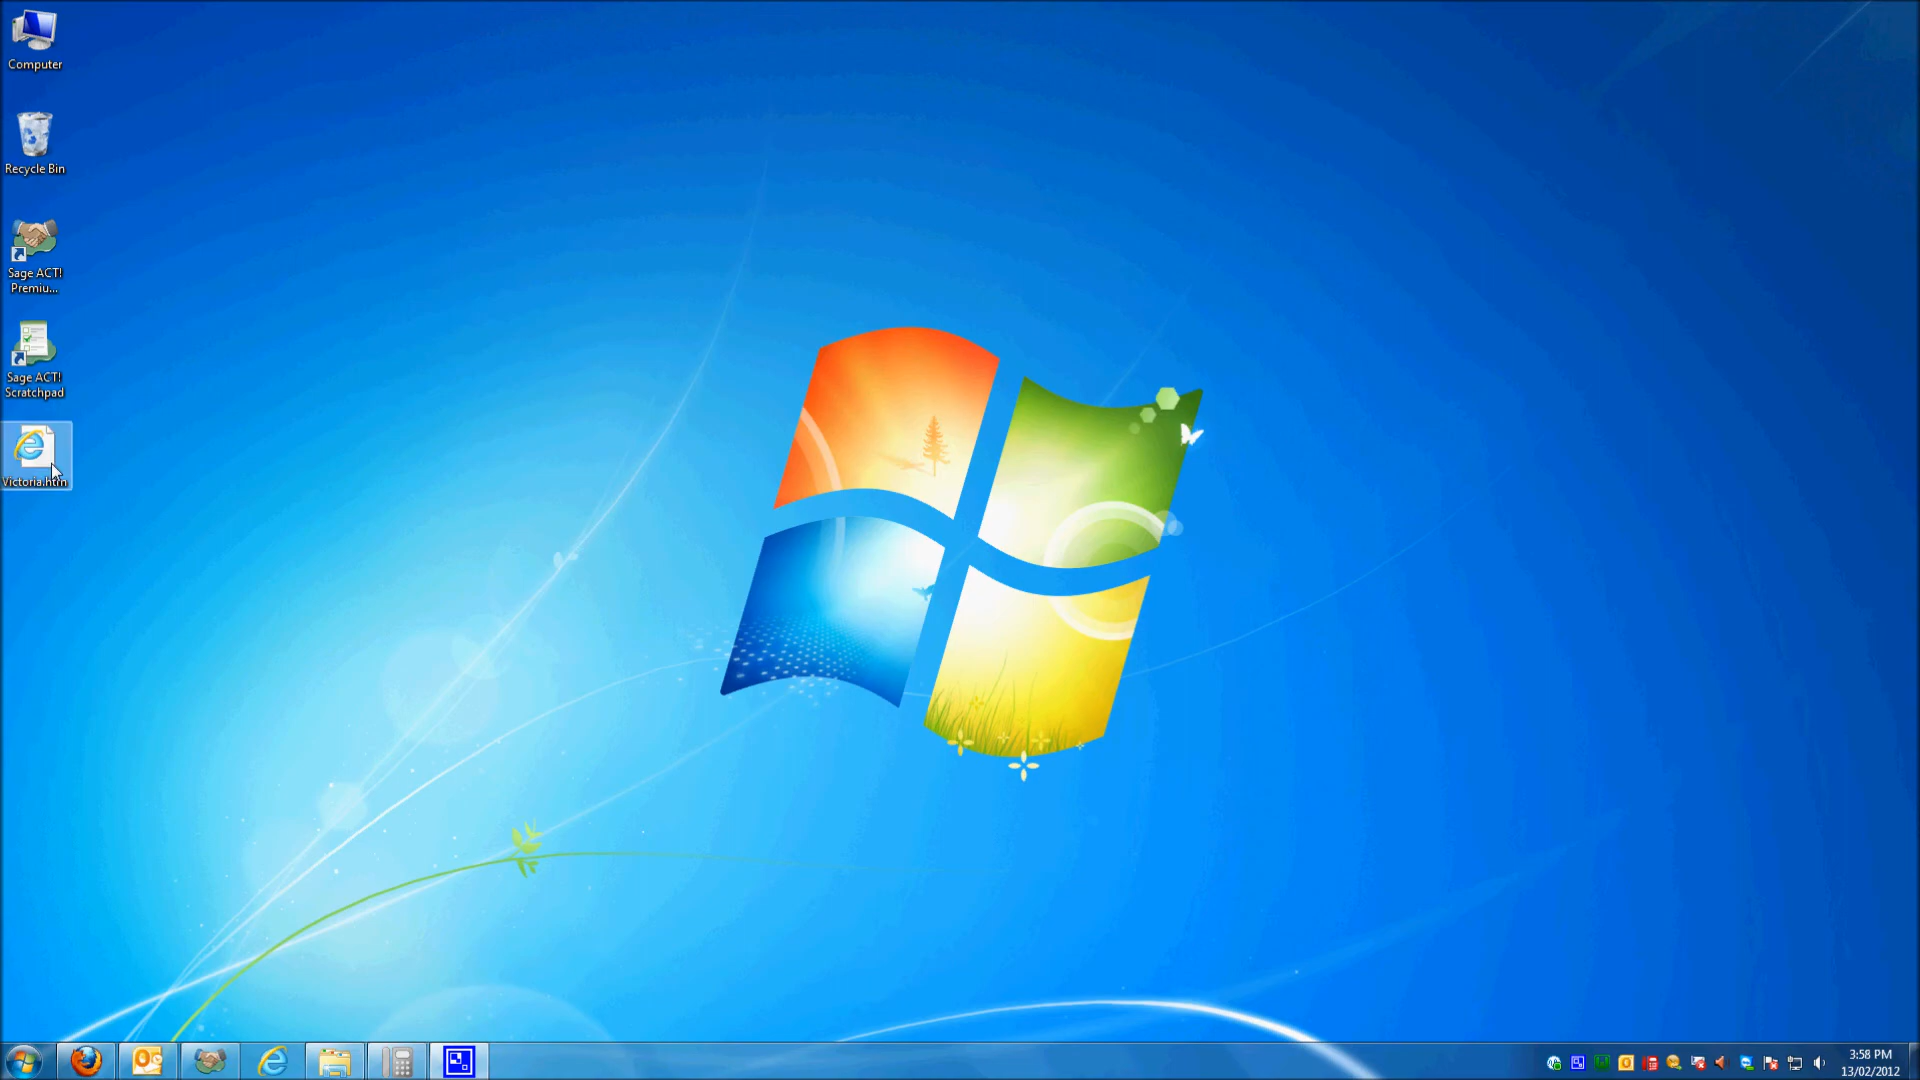 Computer
Recycle Bin
Sage ACT!
Premiu...
Sage ACT!
Scratchpad
Victoria.htm
3:58 PM
13/02/2012